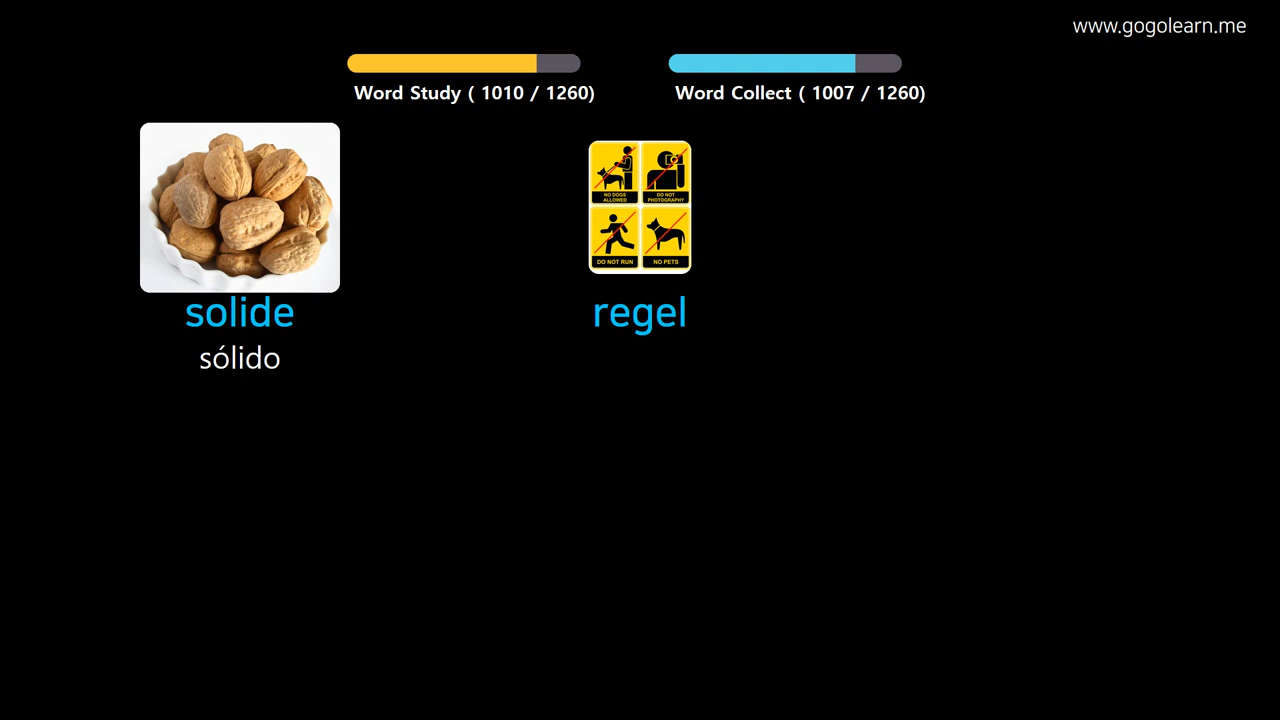 www.gogolearn.me
Word Study ( 1010 / 1260)
Word Collect ( 1007 / 1260)
NO DOGS
ALLOWED
DO NOT
PHOTOGRAPHY
DO NOT RUN
NO PETS
solide
regel
sólido